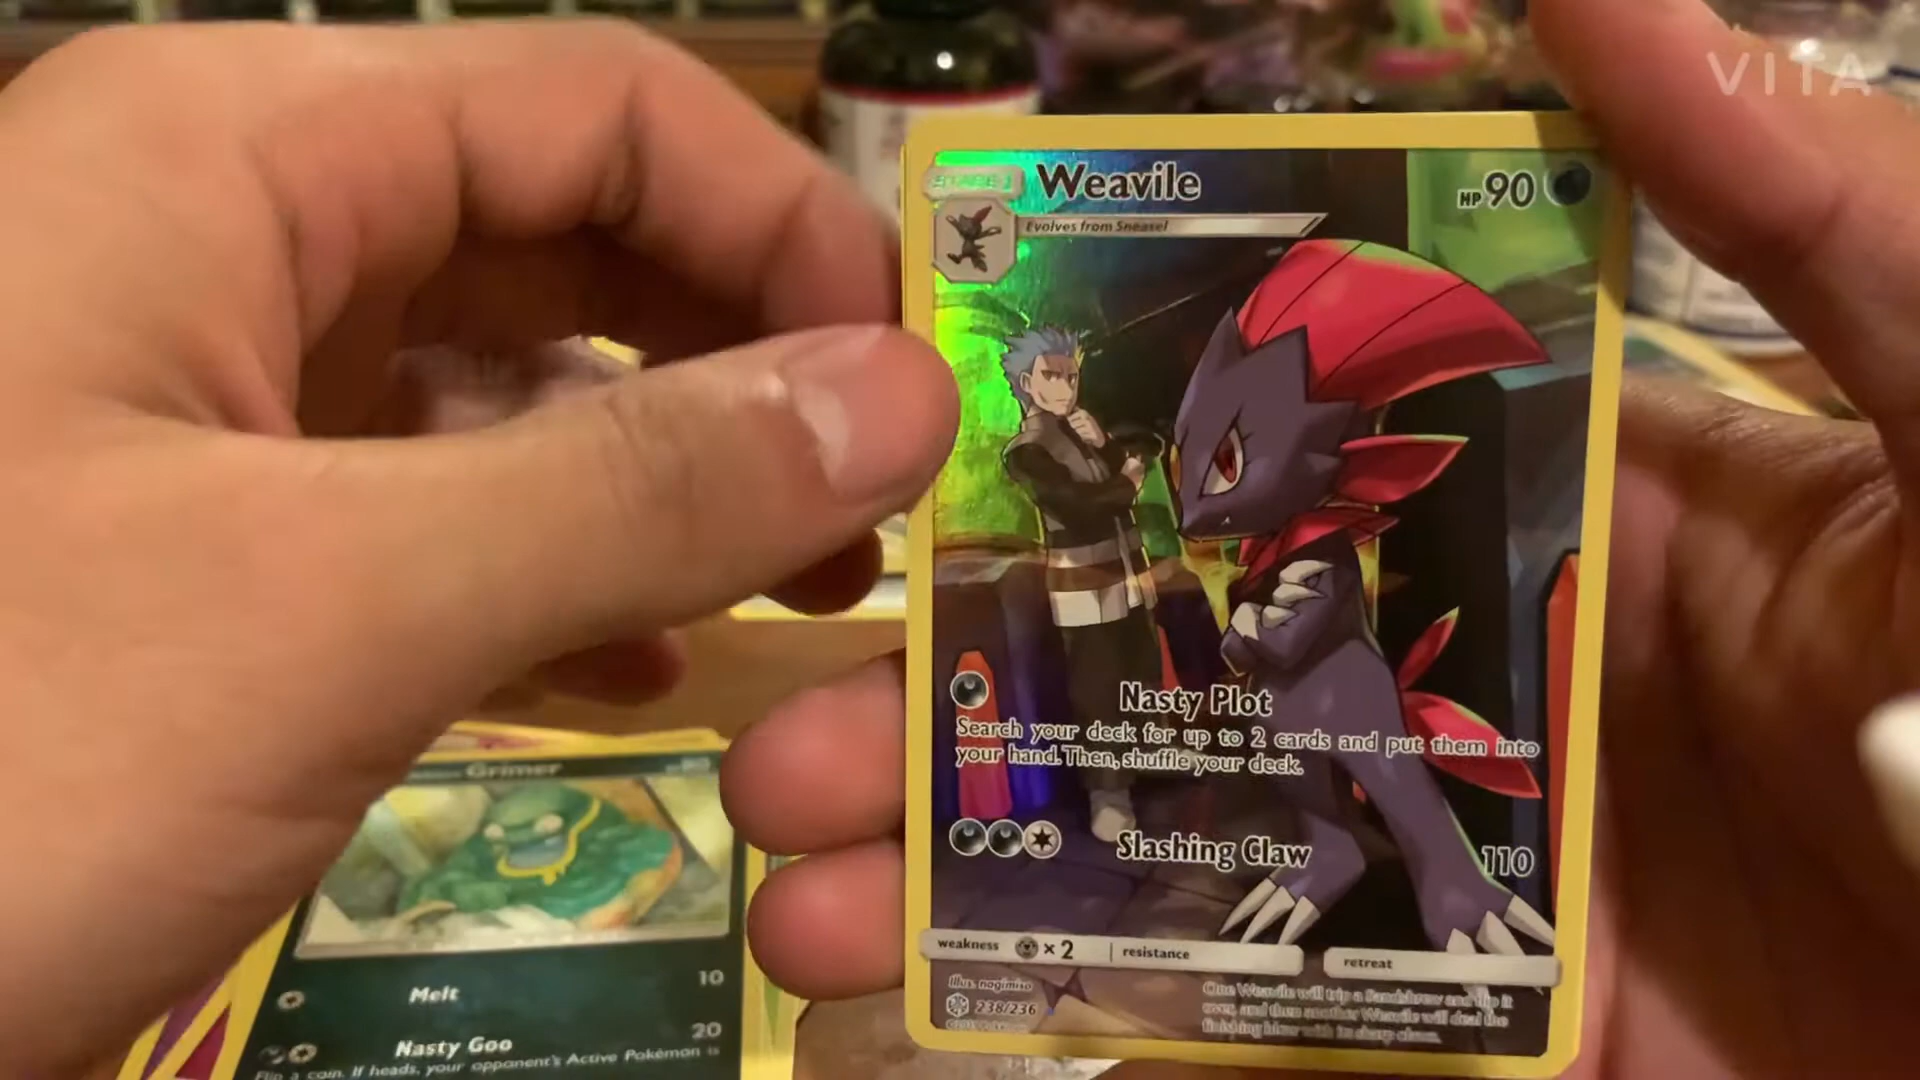 VITA
STAGE 1
Weavile
HP 90
Evolves from Sneasel
Nasty Plot
Search your deck for up to 2 cards and put them into
your hand. Then, shuffle your deck.
Slashing Claw
110
weakness × 2
resistance
retreat
Illus. nagimiso
238/236
One Weavile will trip a Sandshrew and flip it
over, and then another Weavile will deal the
finishing blow with its sharp claws.
Grimer
Melt
10
Nasty Goo
20
Flip a coin. If heads, your opponent's Active Pokémon is